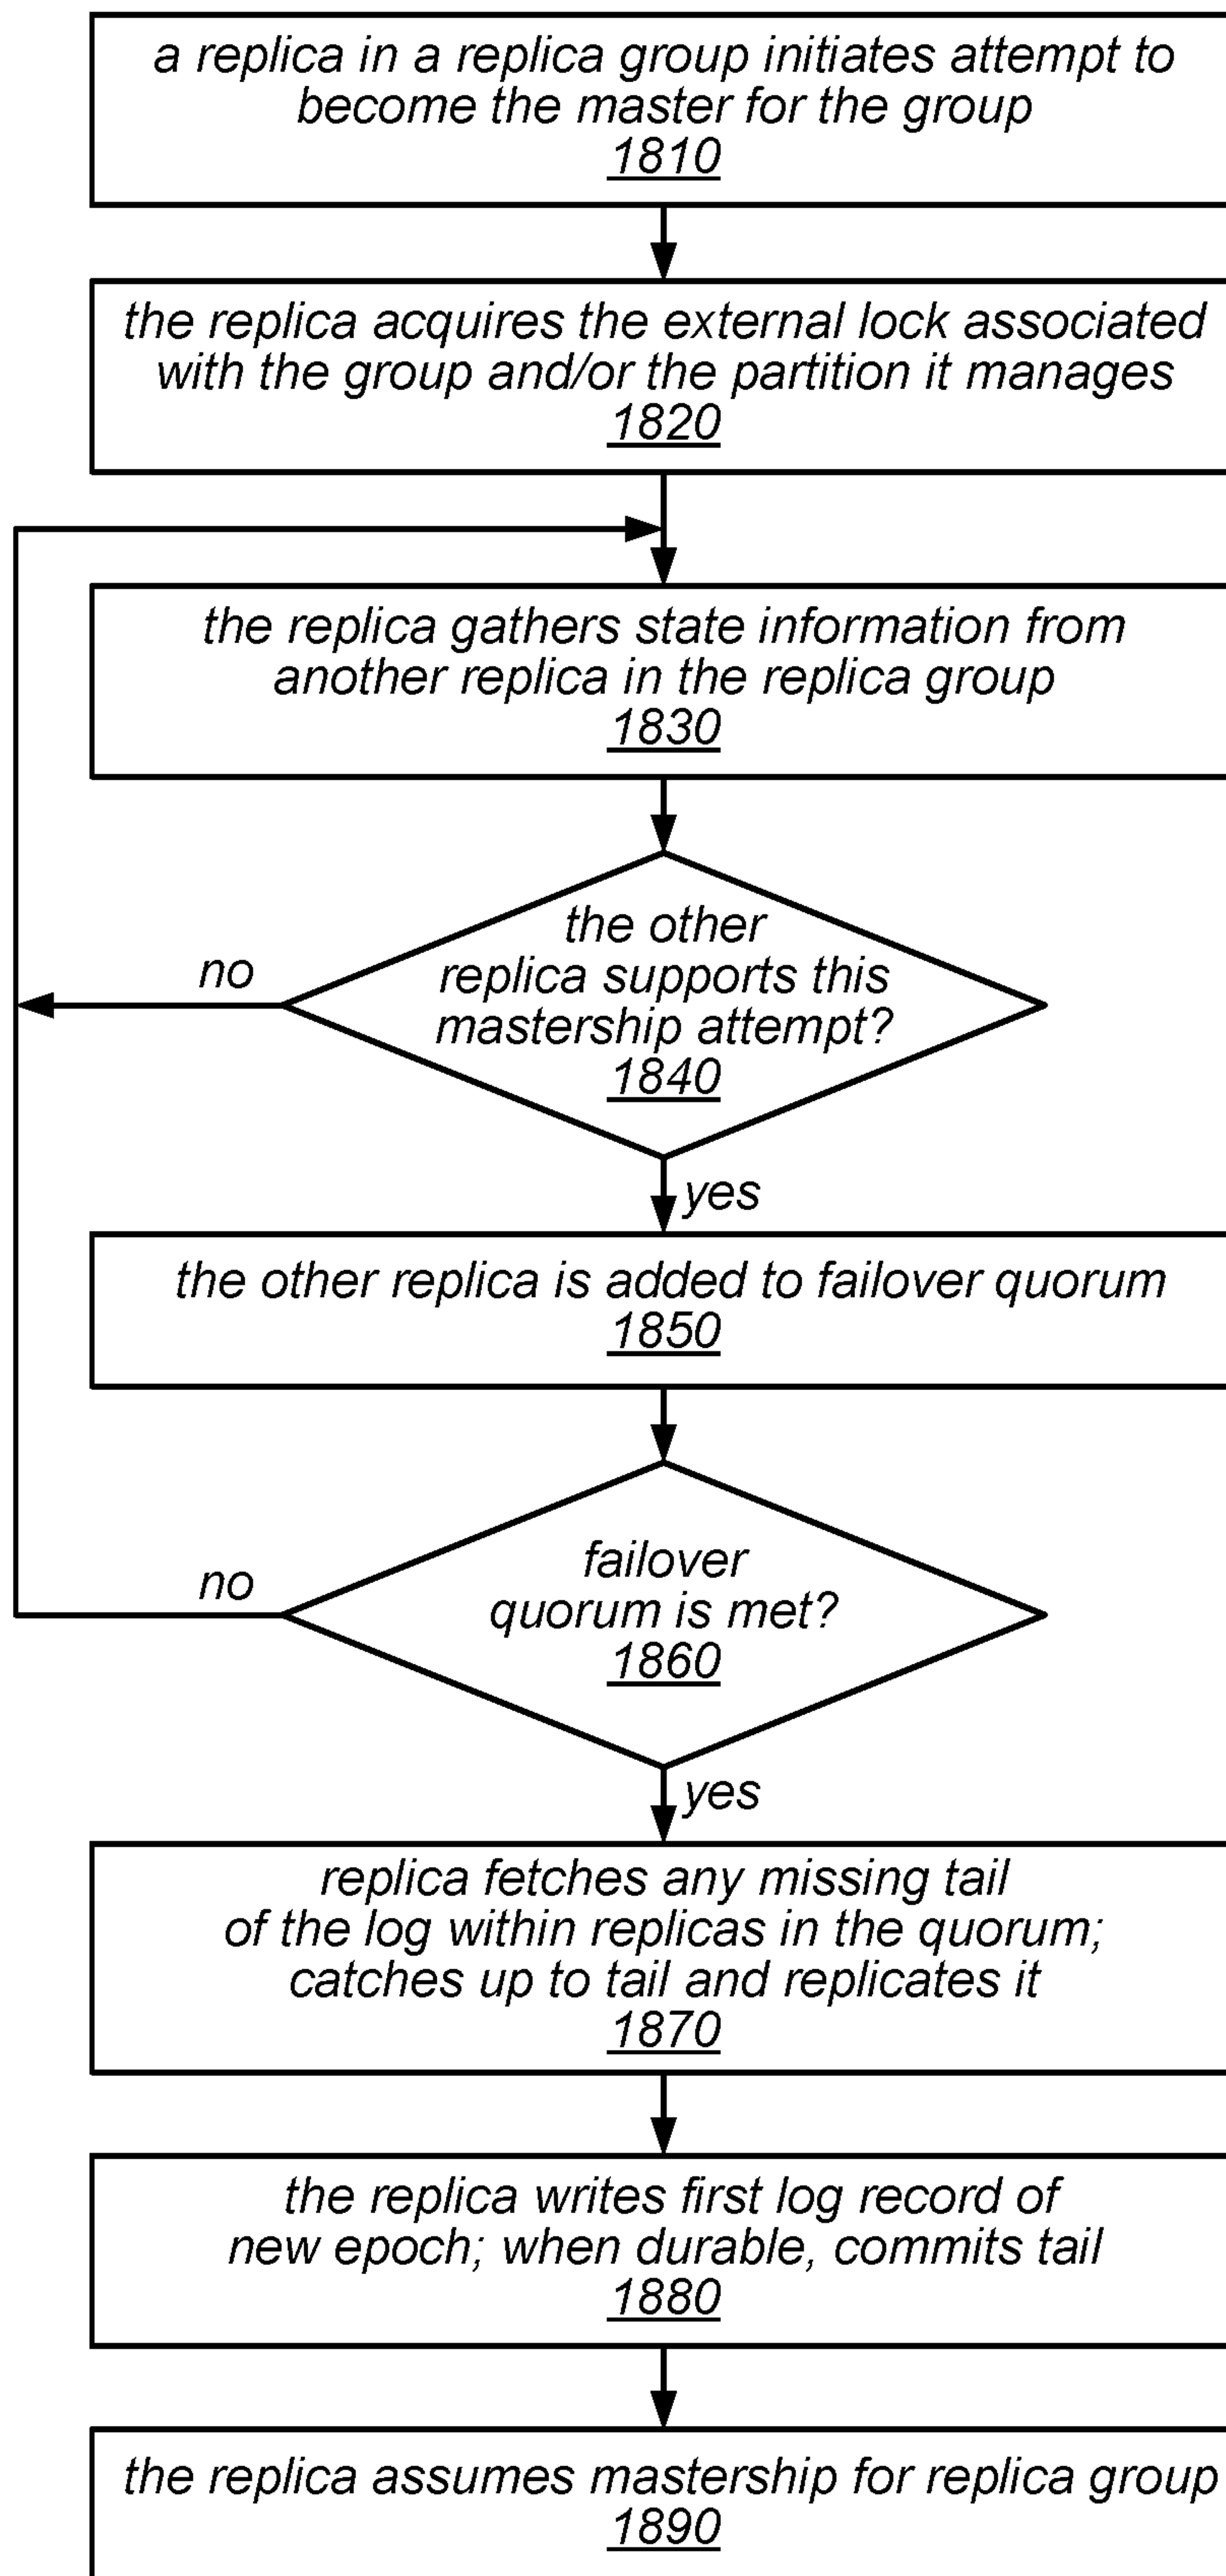 a replica in a replica group initiates attempt to
become the master for the group
1810
the replica acquires the external lock associated
with the group and/or the partition it manages
1820
the replica gathers state information from
another replica in the replica group
1830
the other
replica supports this
mastership attempt?
1840
no
yes
the other replica is added to failover quorum
1850
failover
quorum is met?
1860
no
yes
replica fetches any missing tail
of the log within replicas in the quorum;
catches up to tail and replicates it
1870
the replica writes first log record of
new epoch; when durable, commits tail
1880
the replica assumes mastership for replica group
1890